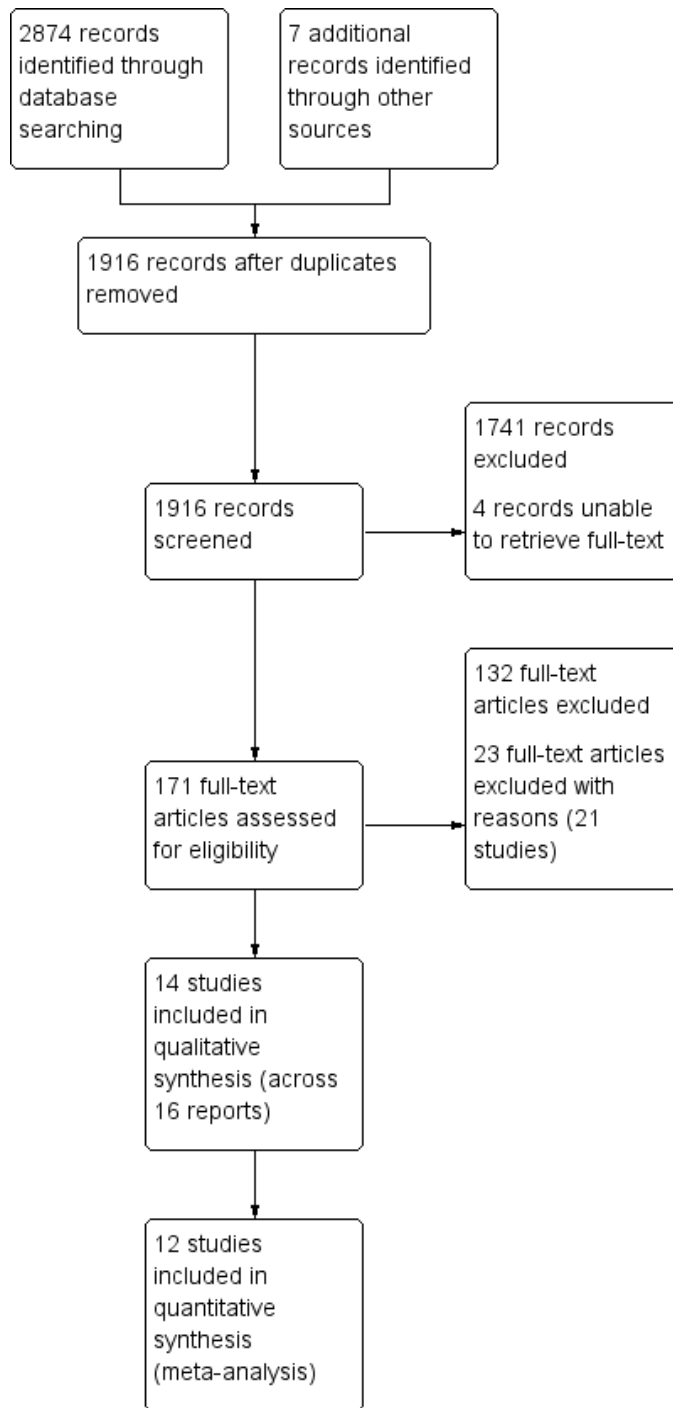 2874 records
identified through
database
searching
7 additional
records identified
through other
sources
1916 records after duplicates
removed
1741 records
excluded
4 records unable
to retrieve full-text
1916 records
screened
132 full-text
articles excluded
23 full-text articles
excluded with
reasons (21
studies)
171 full-text
articles assessed
for eligibility
14 studies
included in
qualitative
synthesis (across
16 reports)
12 studies
included in
quantitative
synthesis
(meta-analysis)